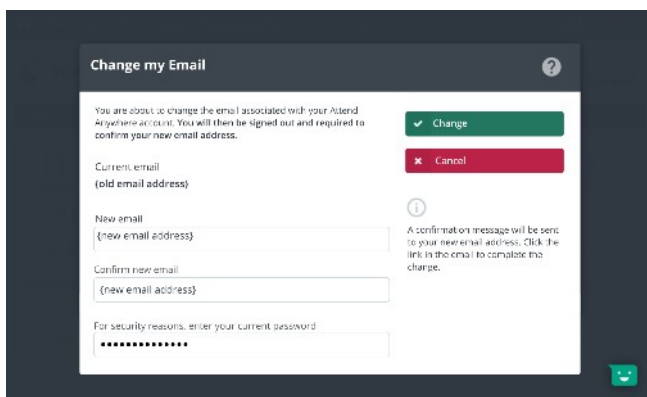 Change my Email
You are about to change the email associated with your Attend
Anywhere account. You will then be signed out and required to
confirm your new email address.
Current email
{old email address}
New email
{new email address}
Confirm new email
{new email address}
For security reasons, enter your current password
••••••••••••••
Change
Cancel
A confirmation message will be sent
to your new email address. Click the
link in the email to complete the
change.